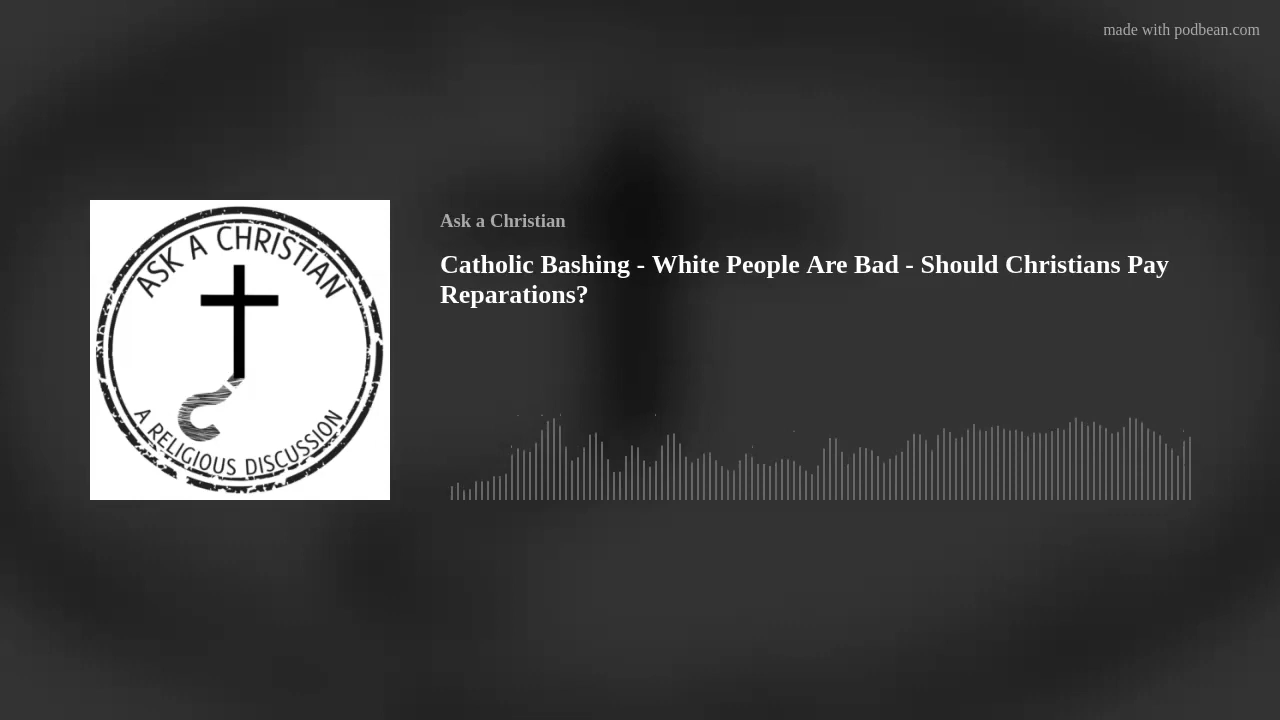 made with podbean.com
ASK A CHRISTIAN
A RELIGIOUS DISCUSSION
Ask a Christian
Catholic Bashing - White People Are Bad - Should Christians Pay
Reparations?